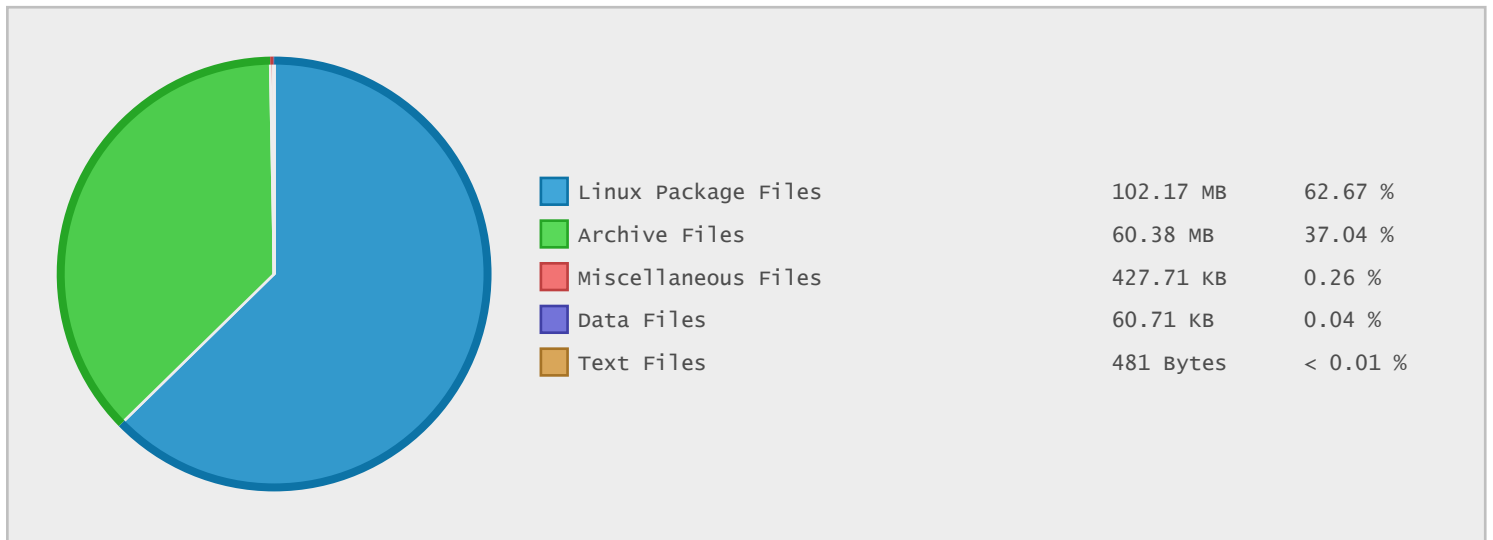 Linux Package Files 102.17 MB 62.67 %
Archive Files 60.38 MB 37.04 %
Miscellaneous Files 427.71 KB 0.26 %
Data Files 60.71 KB 0.04 %
Text Files 481 Bytes < 0.01 %